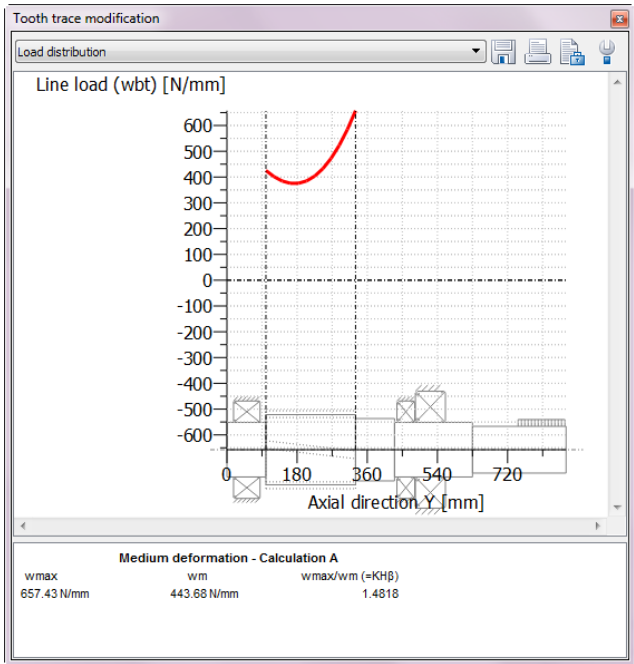 Tooth trace modification
Load distribution
Line load (wbt) [N/mm]
600
500
400
300
200
100
0
-100
-200
-300
-400
-500
-600
0 180 360 540 720
Axial direction Y [mm]
Medium deformation - Calculation A
wmax wm wmax/wm (=KHβ)
657.43 N/mm 443.68 N/mm 1.4818